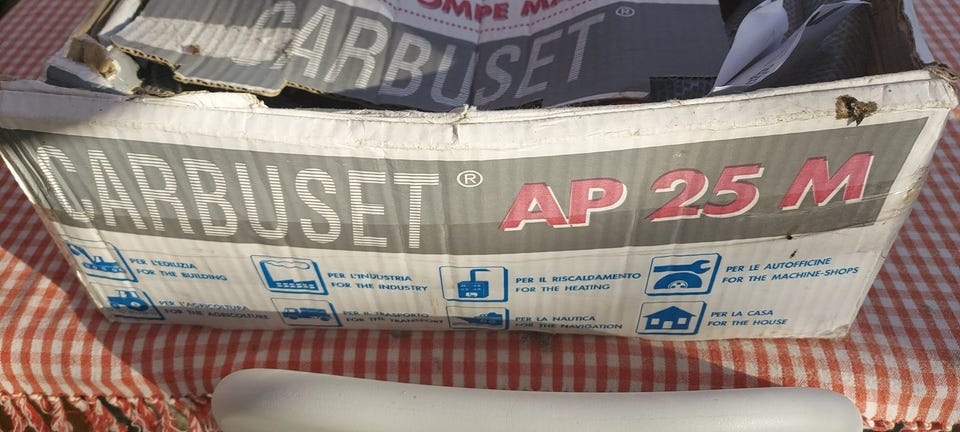 OMPE MA
CARBUSET®
CARBUSET® AP 25 M
PER L'EDILIZIA
FOR THE BUILDING
PER L'INDUSTRIA
FOR THE INDUSTRY
PER IL RISCALDAMENTO
FOR THE HEATING
PER LE AUTOFFICINE
FOR THE MACHINE-SHOPS
PER L'AGRICOLTURA
FOR THE AGRICOLTURE
PER IL TRASPORTO
FOR THE TRANSPORT
PER LA NAUTICA
FOR THE NAVIGATION
PER LA CASA
FOR THE HOUSE